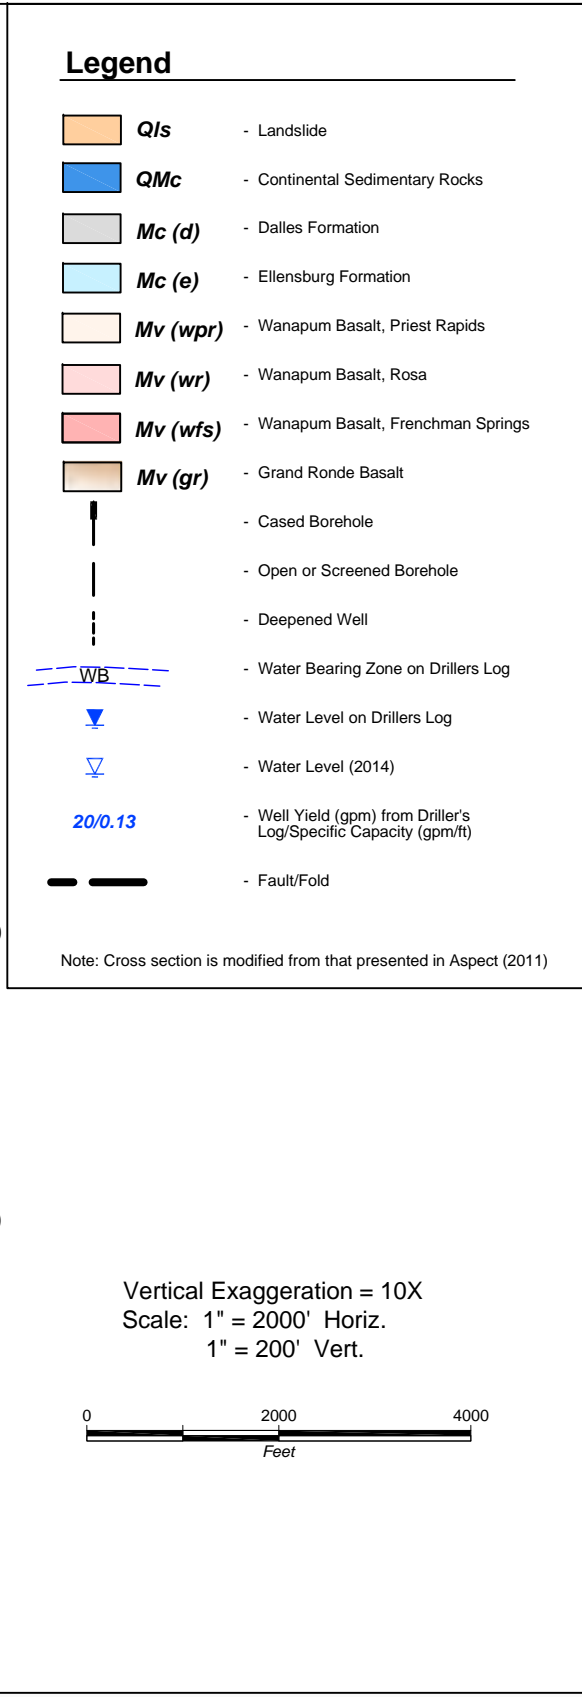 Legend
Qls - Landslide
QMc - Continental Sedimentary Rocks
Mc (d) - Dalles Formation
Mc (e) - Ellensburg Formation
Mv (wpr) - Wanapum Basalt, Priest Rapids
Mv (wr) - Wanapum Basalt, Rosa
Mv (wfs) - Wanapum Basalt, Frenchman Springs
Mv (gr) - Grand Ronde Basalt
- Cased Borehole
- Open or Screened Borehole
- Deepened Well
WB - Water Bearing Zone on Drillers Log
- Water Level on Drillers Log
- Water Level (2014)
20/0.13 - Well Yield (gpm) from Driller's
Log/Specific Capacity (gpm/ft)
- Fault/Fold
)
Note: Cross section is modified from that presented in Aspect (2011)
)
Vertical Exaggeration = 10X
Scale: 1" = 2000' Horiz.
1" = 200' Vert.
0 2000 4000
Feet